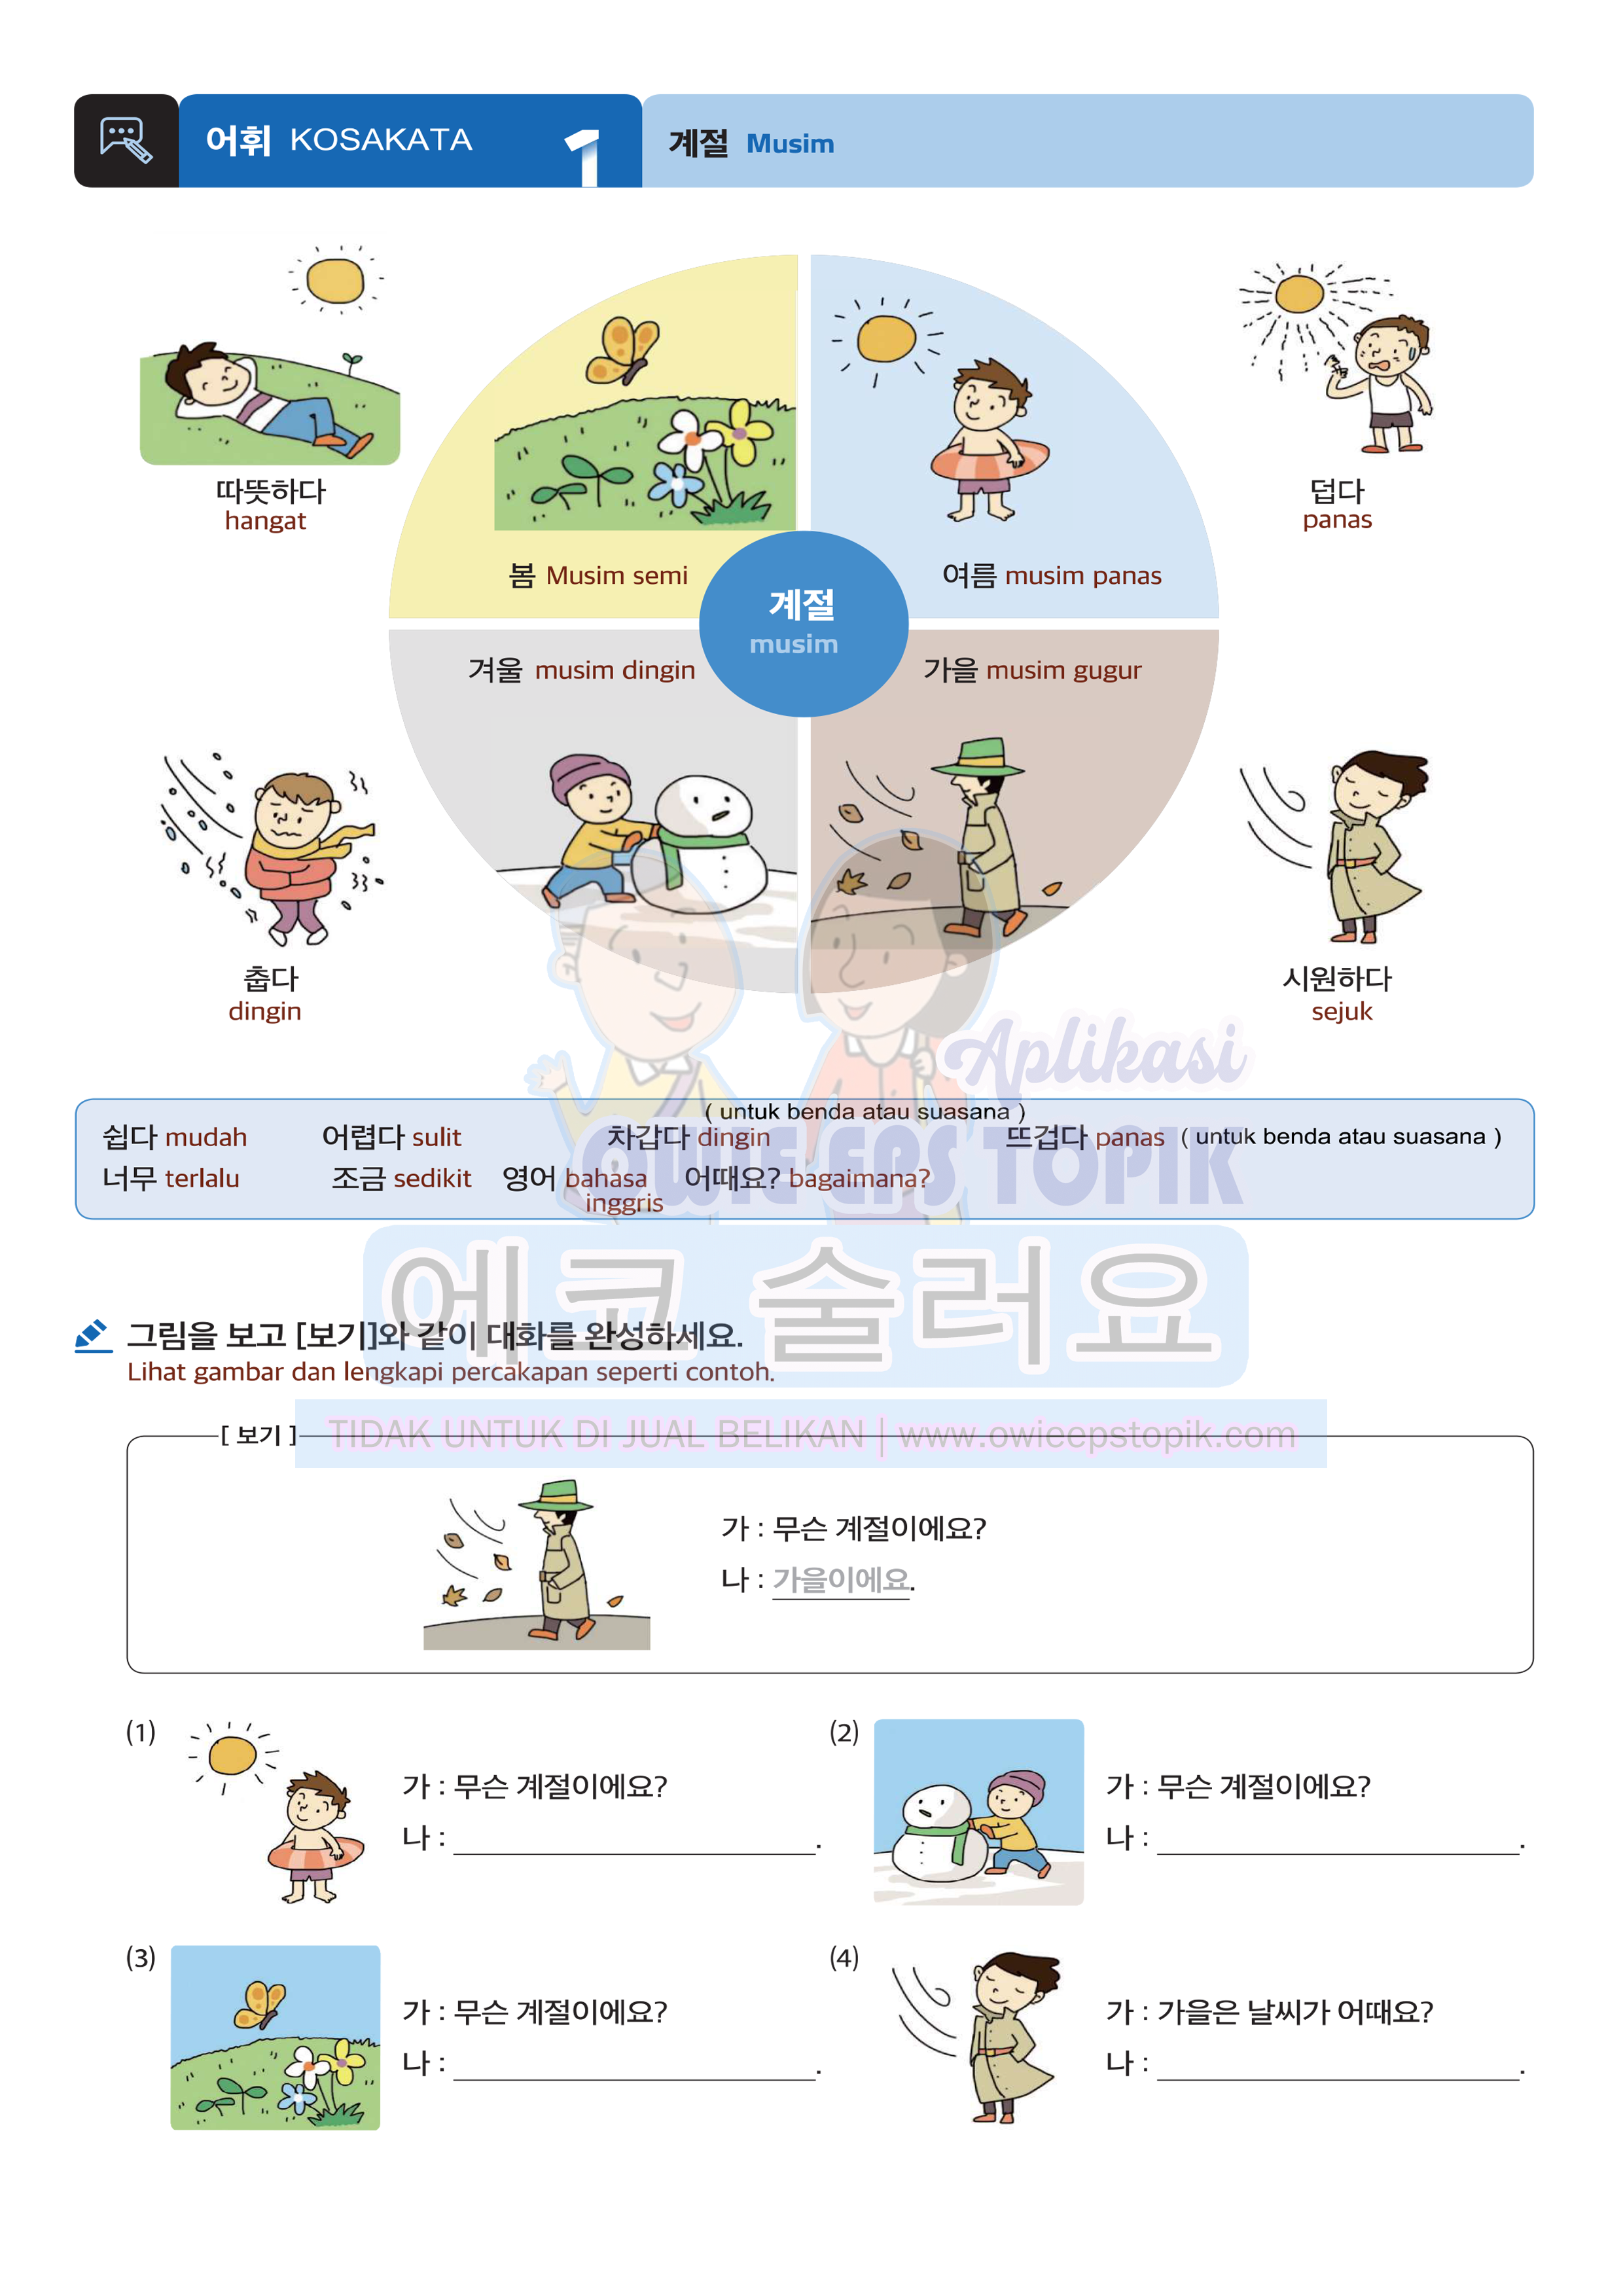 어휘 KOSAKATA 1 계절 Musim
따뜻하다
hangat
덥다
panas
봄 Musim semi
여름 musim panas
계절
musim
겨울 musim dingin
가을 musim gugur
춥다
dingin
시원하다
sejuk
Aplikasi
( untuk benda atau suasana )
쉽다 mudah 어렵다 sulit 차갑다 dingin 뜨겁다 panas ( untuk benda atau suasana )
너무 terlalu 조금 sedikit 영어 bahasa 어때요? bagaimana?
inggris
OWIE EPS TOPIK
에코 술러요
그림을 보고 [보기]와 같이 대화를 완성하세요.
Lihat gambar dan lengkapi percakapan seperti contoh.
[ 보기 ]
TIDAK UNTUK DI JUAL BELIKAN | www.owieepstopik.com
가 : 무슨 계절이에요?
나 : 가을이에요.
(1)
가 : 무슨 계절이에요?
나 : .
(2)
가 : 무슨 계절이에요?
나 : .
(3)
가 : 무슨 계절이에요?
나 : .
(4)
가 : 가을은 날씨가 어때요?
나 : .